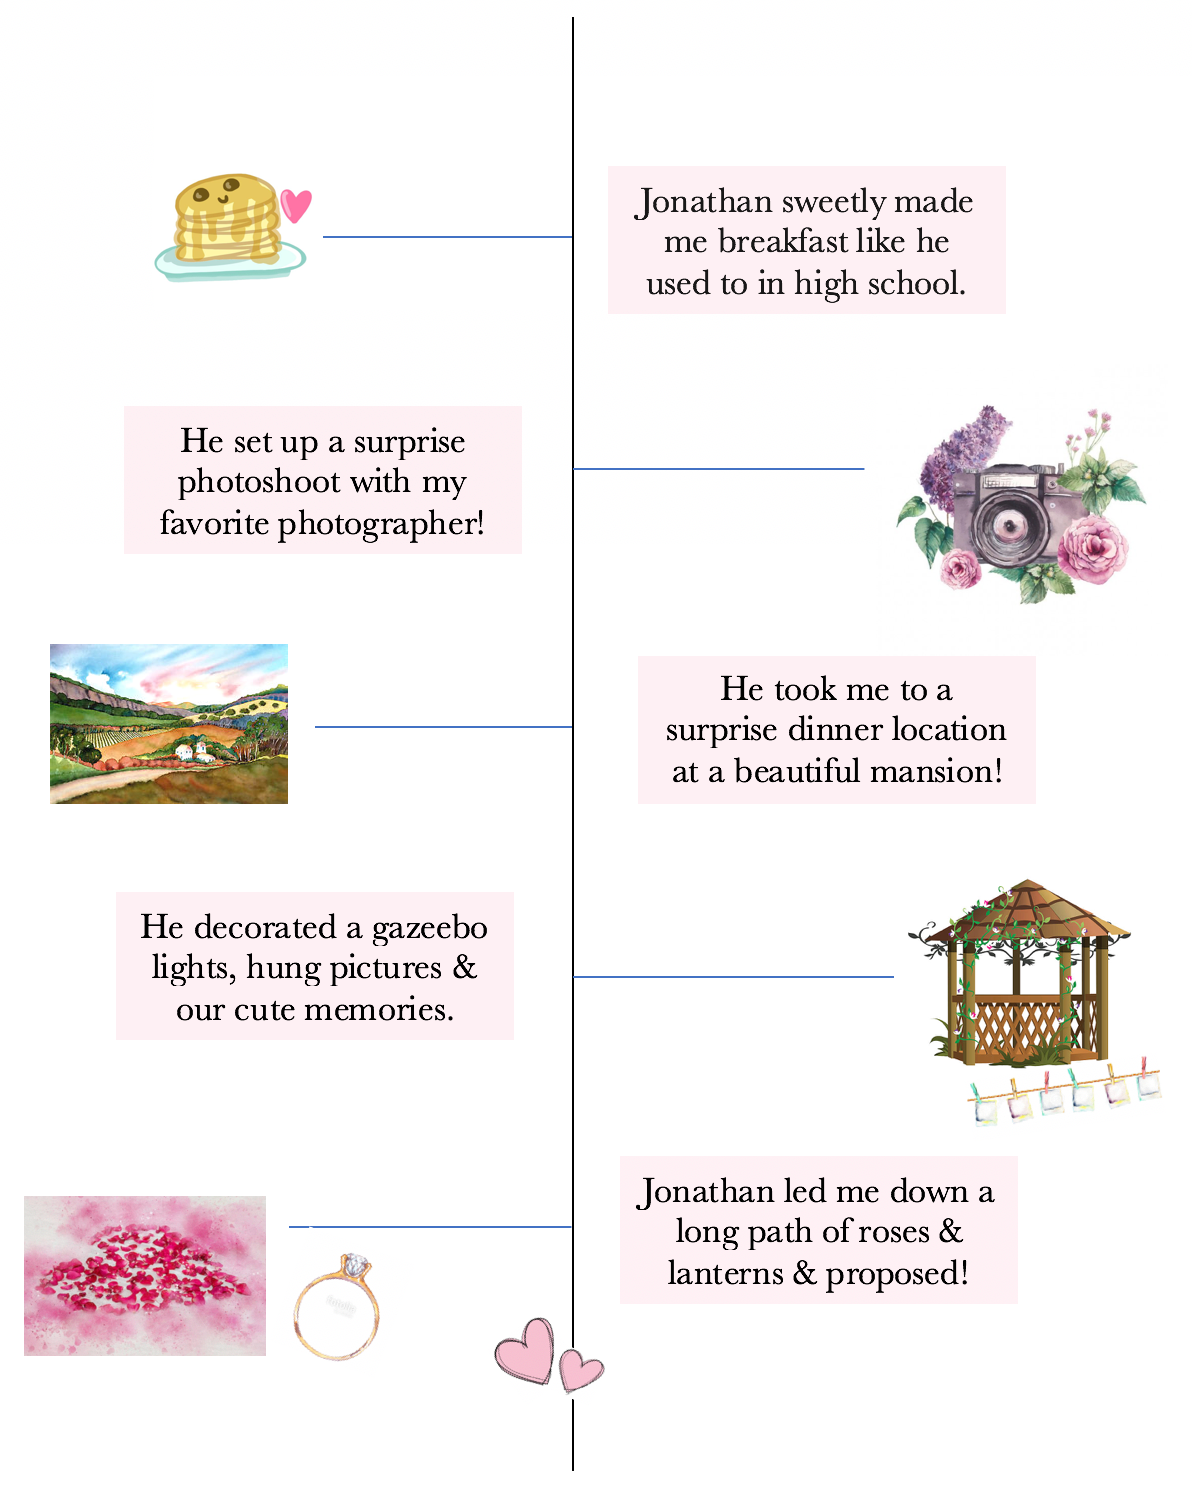 Jonathan sweetly made
me breakfast like he
used to in high school.
He set up a surprise
photoshoot with my
favorite photographer!
He took me to a
surprise dinner location
at a beautiful mansion!
He decorated a gazeebo
lights, hung pictures &
our cute memories.
Jonathan led me down a
long path of roses &
lanterns & proposed!